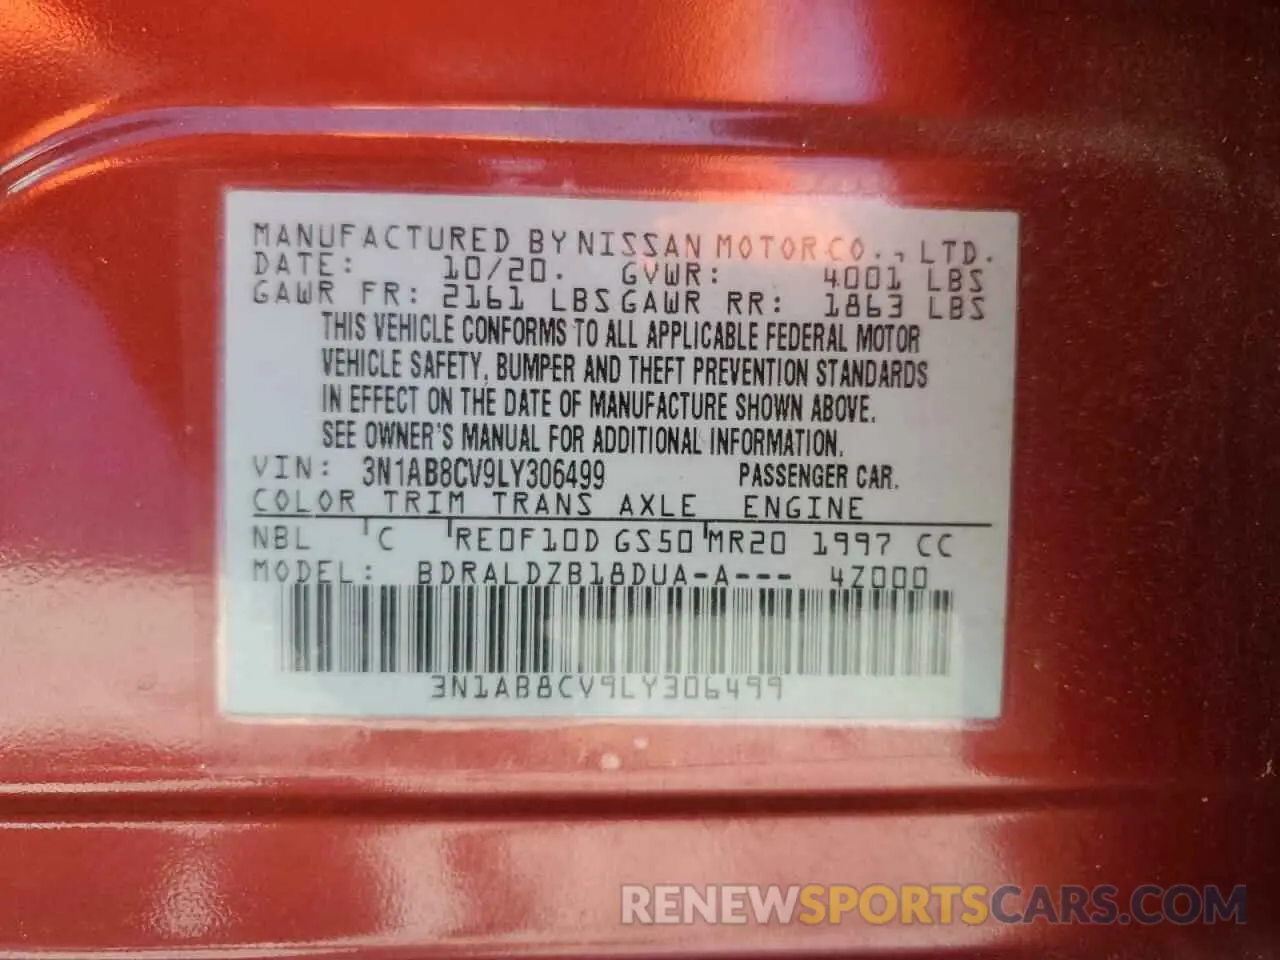 MANUFACTURED BY NISSAN MOTOR CO., LTD.
DATE: 10/20. GVWR: 4001 LBS
GAWR FR: 2161 LBS GAWR RR: 1863 LBS
THIS VEHICLE CONFORMS TO ALL APPLICABLE FEDERAL MOTOR
VEHICLE SAFETY, BUMPER AND THEFT PREVENTION STANDARDS
IN EFFECT ON THE DATE OF MANUFACTURE SHOWN ABOVE.
SEE OWNER'S MANUAL FOR ADDITIONAL INFORMATION.
VIN: 3N1AB8CV9LY306499 PASSENGER CAR.
COLOR TRIM TRANS AXLE ENGINE
NBL C RE0F10D GS50 MR20 1997 CC
MODEL: BDRALDZB18DUA-A--- 4Z000
3N1AB8CV9LY306499
RENEWSPORTSCARS.COM